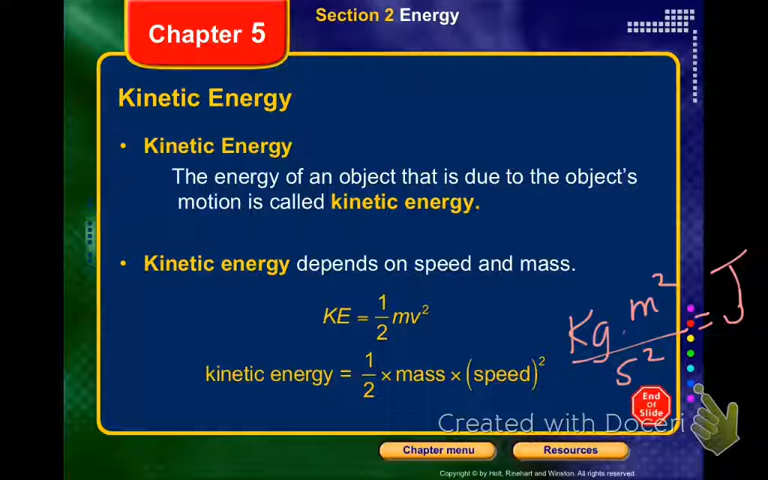 Section 2 Energy
Chapter 5
Kinetic Energy
• Kinetic Energy
The energy of an object that is due to the object's
motion is called kinetic energy.
• Kinetic energy depends on speed and mass.
KE = 1/2 mv²
kinetic energy = 1/2 × mass × (speed)²
Kg · m² / s² = J
End of Slide
Created with Doceri
Chapter menu
Resources
Copyright © by Holt, Rinehart and Winston. All rights reserved.